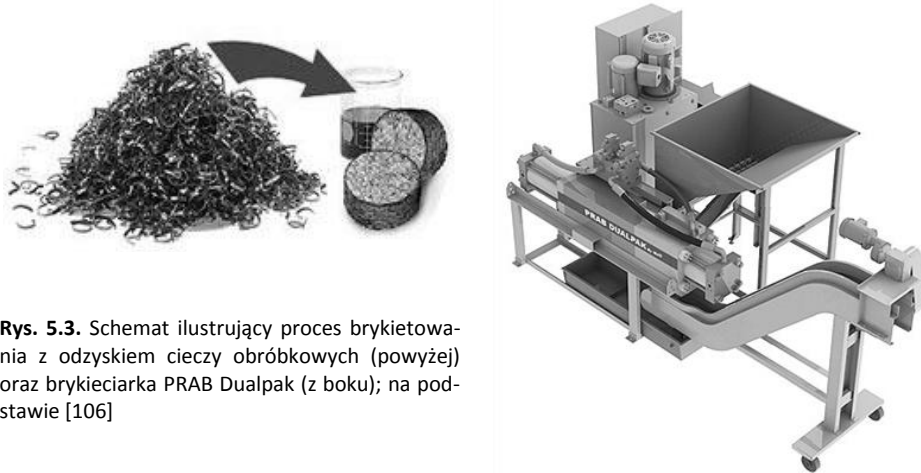 PRAB DUALPAK
Rys. 5.3. Schemat ilustrujący proces brykietowa-
nia z odzyskiem cieczy obróbkowych (powyżej)
oraz brykieciarka PRAB Dualpak (z boku); na pod-
stawie [106]